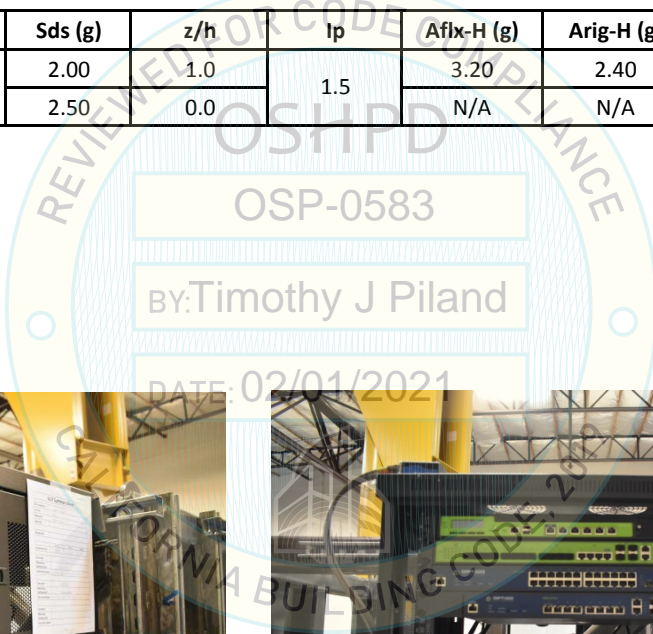 Sds (g) z/h Ip Aflx-H (g) Arig-H (g
2.00 1.0 1.5 3.20 2.40
2.50 0.0 N/A N/A
REVIEWED FOR CODE COMPLIANCE
OSHPD
OSP-0583
BY:Timothy J Piland
DATE: 02/01/2021
CALIFORNIA BUILDING CODE, 2019